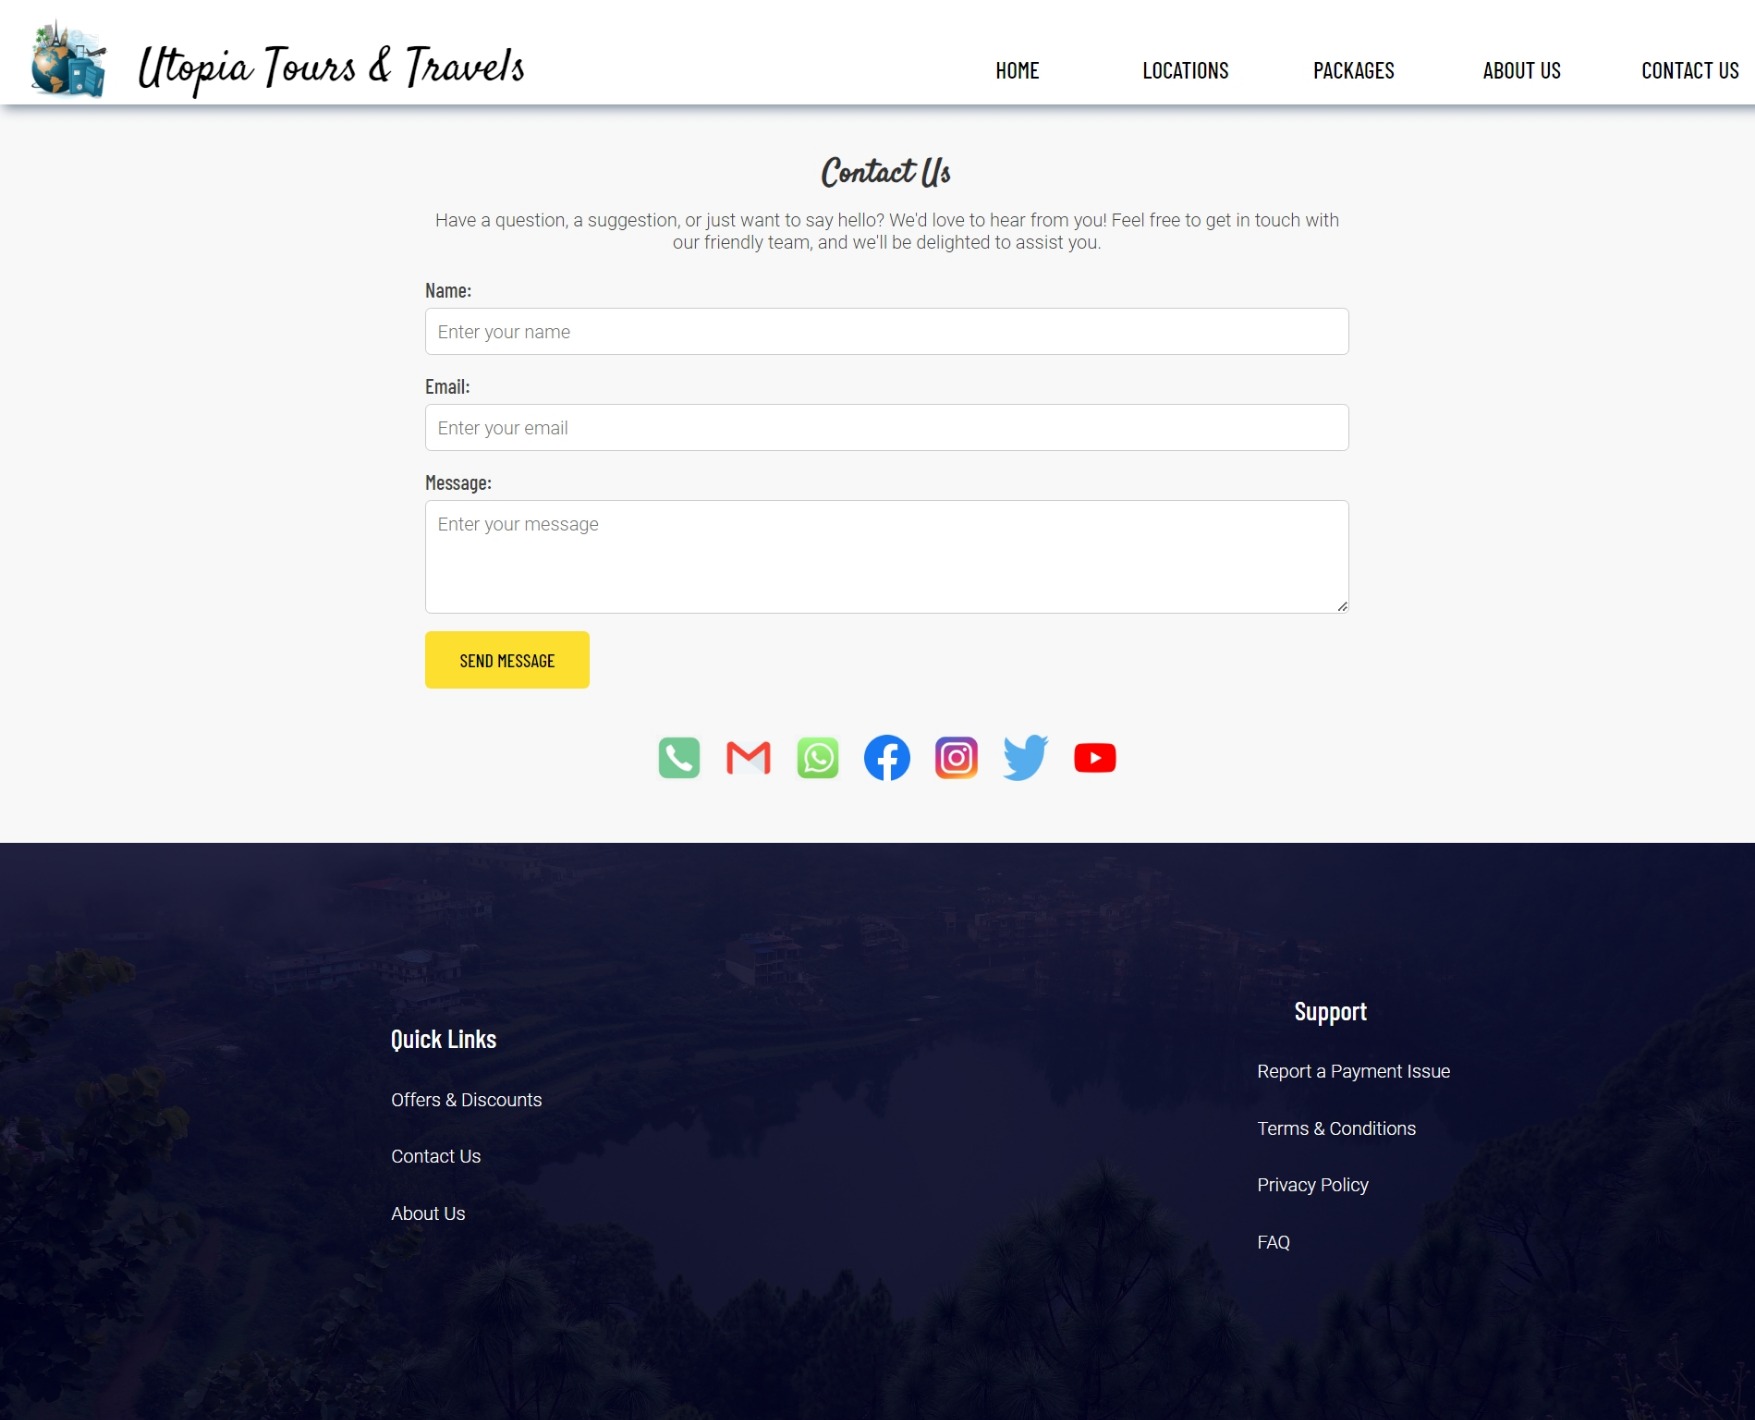 Utopia Tours & Travels
HOME
LOCATIONS
PACKAGES
ABOUT US
CONTACT US
Contact Us
Have a question, a suggestion, or just want to say hello? We'd love to hear from you! Feel free to get in touch with
our friendly team, and we'll be delighted to assist you.
Name:
Enter your name
Email:
Enter your email
Message:
Enter your message
SEND MESSAGE
Quick Links
Offers & Discounts
Contact Us
About Us
Support
Report a Payment Issue
Terms & Conditions
Privacy Policy
FAQ